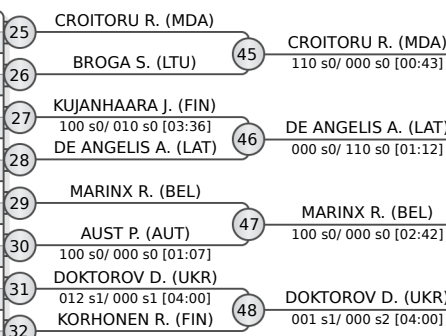 25
CROITORU R. (MDA)
26
BROGA S. (LTU)
45
CROITORU R. (MDA)
110 s0/ 000 s0 [00:43]
27
KUJANHAARA J. (FIN)
100 s0/ 010 s0 [03:36]
28
DE ANGELIS A. (LAT)
46
DE ANGELIS A. (LAT)
000 s0/ 110 s0 [01:12]
29
MARINX R. (BEL)
30
AUST P. (AUT)
100 s0/ 000 s0 [01:07]
47
MARINX R. (BEL)
100 s0/ 000 s0 [02:42]
31
DOKTOROV D. (UKR)
012 s1/ 000 s1 [04:00]
32
KORHONEN R. (FIN)
48
DOKTOROV D. (UKR)
001 s1/ 000 s2 [04:00]